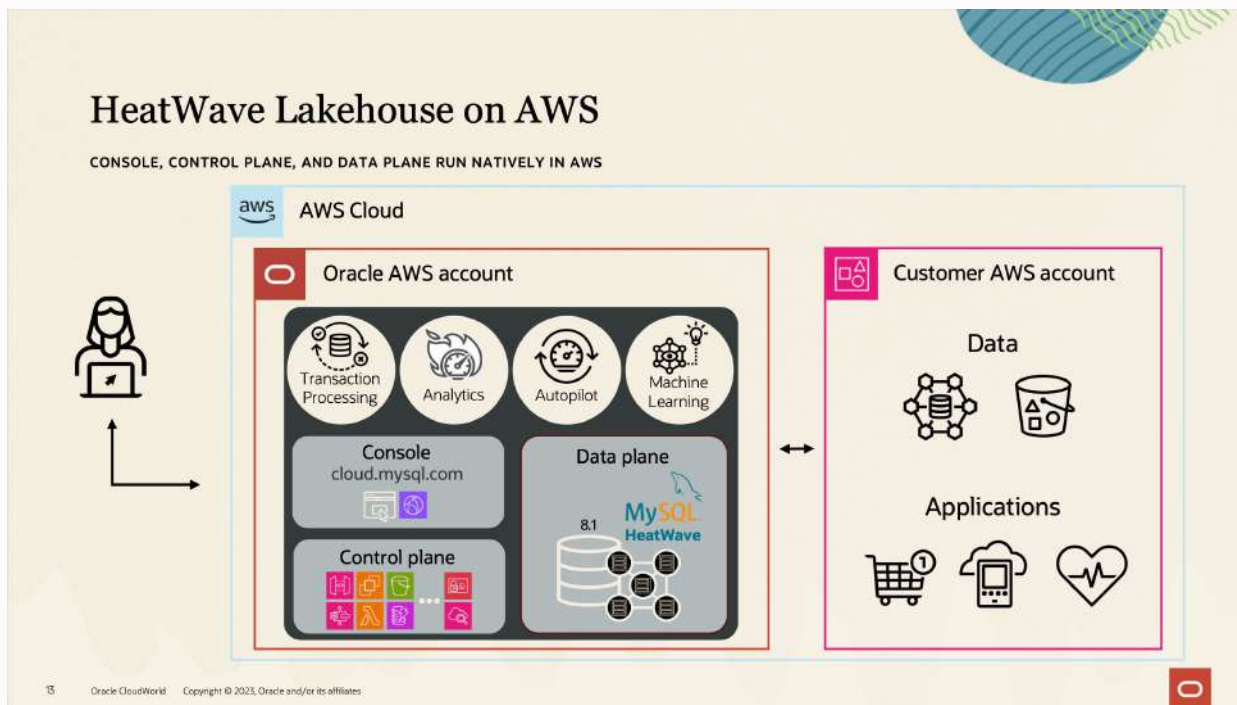 HeatWave Lakehouse on AWS
CONSOLE, CONTROL PLANE, AND DATA PLANE RUN NATIVELY IN AWS
aws
AWS Cloud
Oracle AWS account
Customer AWS account
Transaction
Processing
Analytics
Autopilot
Machine
Learning
Console
cloud.mysql.com
Control plane
Data plane
MySQL
HeatWave
8.1
Data
Applications
1
13
Oracle CloudWorld
Copyright © 2023, Oracle and/or its affiliates